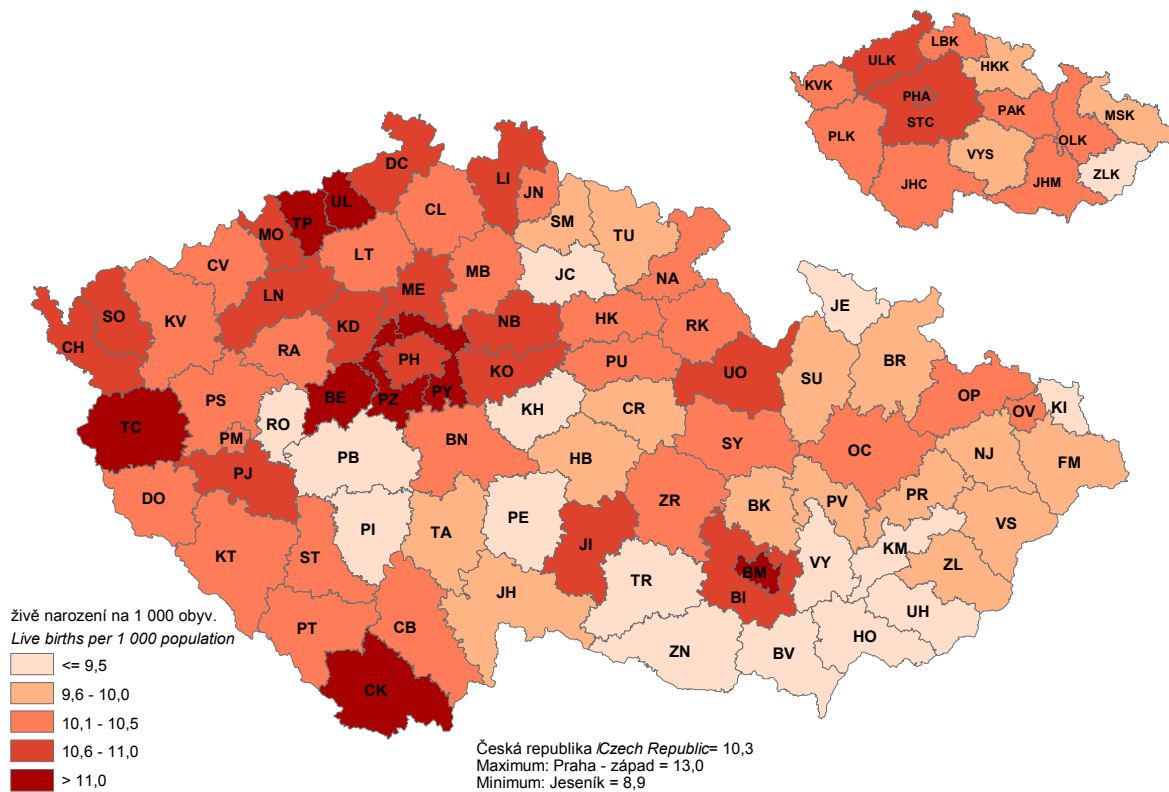 LBK
ULK
HKK
KVK
PHA
PAK
MSK
STC
OLK
PLK
VYS
ZLK
JHC
JHM
DC
LI
JN
UL
TP
CL
SM
TU
MO
LT
CV
MB
JC
NA
LN
ME
JE
SO
KV
KD
NB
HK
RK
CH
RA
PH
PU
UO
SU
BR
KO
OP
BE
PZ
PY
OV
KI
PS
RO
KH
CR
TC
PM
BN
SY
OC
NJ
FM
PB
HB
PJ
DO
ZR
BK
PV
PR
VS
PI
TA
PE
JI
KM
KT
ST
BM
VY
ZL
TR
JH
BI
UH
živě narození na 1 000 obyv.
Live births per 1 000 population
PT
CB
HO
ZN
BV
<= 9,5
9,6 - 10,0
CK
10,1 - 10,5
10,6 - 11,0
> 11,0
Česká republika /Czech Republic= 10,3
Maximum: Praha - západ = 13,0
Minimum: Jeseník = 8,9